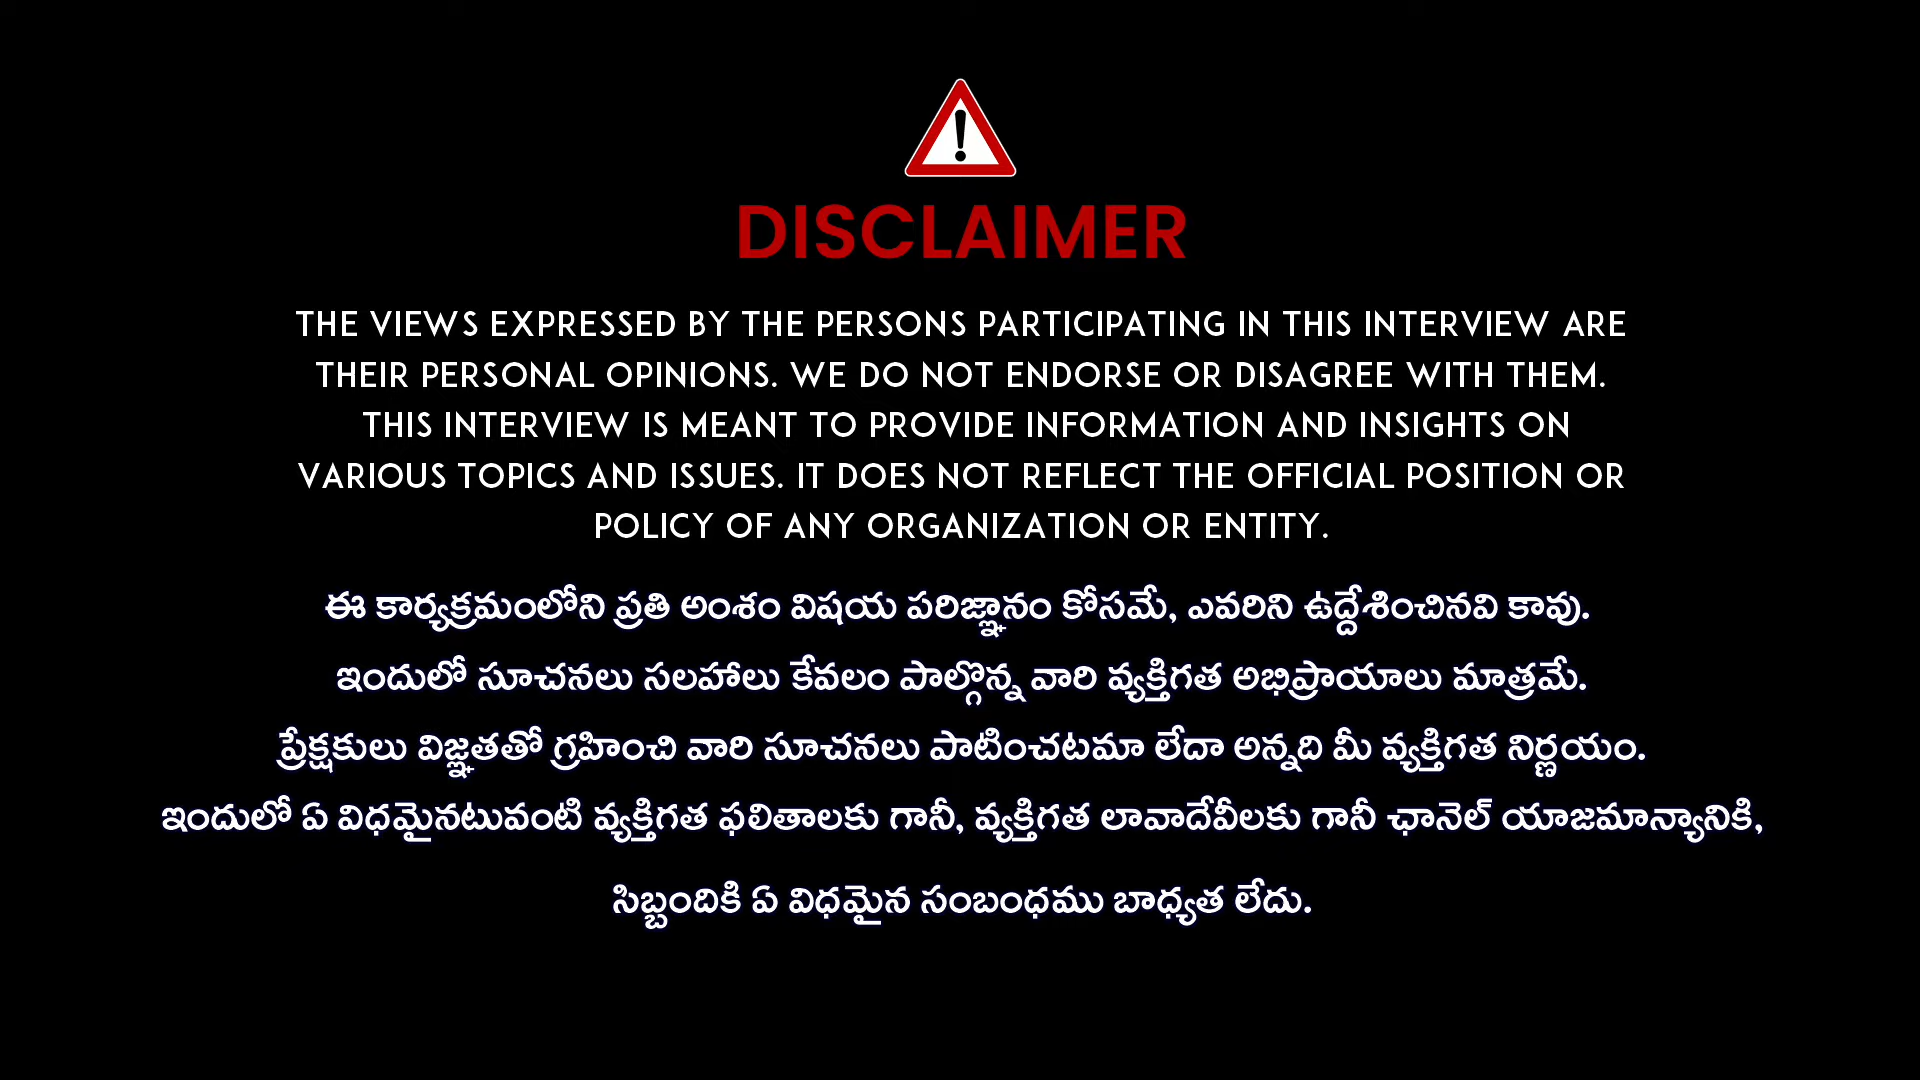 DISCLAIMER
THE VIEWS EXPRESSED BY THE PERSONS PARTICIPATING IN THIS INTERVIEW ARE
THEIR PERSONAL OPINIONS. WE DO NOT ENDORSE OR DISAGREE WITH THEM.
THIS INTERVIEW IS MEANT TO PROVIDE INFORMATION AND INSIGHTS ON
VARIOUS TOPICS AND ISSUES. IT DOES NOT REFLECT THE OFFICIAL POSITION OR
POLICY OF ANY ORGANIZATION OR ENTITY.
ఈ కార్యక్రమంలోని ప్రతి అంశం విషయ పరిజ్ఞానం కోసమే, ఎవరిని ఉద్దేశించినవి కావు.
ఇందులో సూచనలు సలహాలు కేవలం పాల్గొన్న వారి వ్యక్తిగత అభిప్రాయాలు మాత్రమే.
ప్రేక్షకులు విజ్ఞతతో గ్రహించి వారి సూచనలు పాటించటమా లేదా అన్నది మీ వ్యక్తిగత నిర్ణయం.
ఇందులో ఏ విధమైనటువంటి వ్యక్తిగత ఫలితాలకు గానీ, వ్యక్తిగత లావాదేవీలకు గానీ ఛానెల్ యాజమాన్యానికి,
సిబ్బందికి ఏ విధమైన సంబంధము బాధ్యత లేదు.